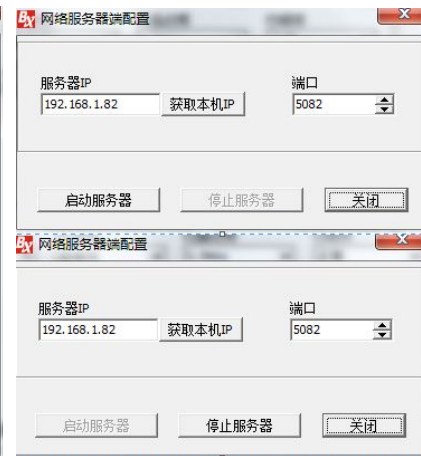 BX 网络服务器端配置
服务器IP
端口
192.168.1.82
获取本机IP
5082
启动服务器
停止服务器
关闭
BX 网络服务器端配置
服务器IP
端口
192.168.1.82
获取本机IP
5082
启动服务器
停止服务器
关闭